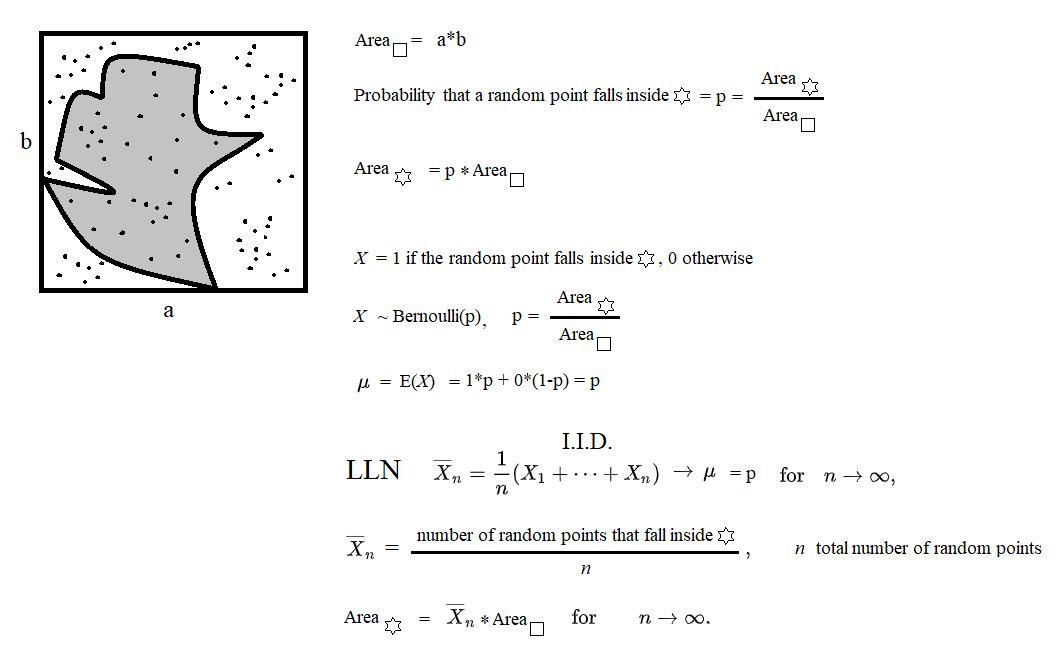 Area□ = a*b
Probability that a random point falls inside ✡ = p = Area ✡ / Area □
b
Area ✡ = p * Area □
X = 1 if the random point falls inside ✡, 0 otherwise
a
X ~ Bernoulli(p), p = Area ✡ / Area □
μ = E(X) = 1*p + 0*(1-p) = p
I.I.D.
LLN X̅n = 1/n (X1 + ··· + Xn) → μ = p for n → ∞,
X̅n = number of random points that fall inside ✡ / n , n total number of random points
Area ✡ = X̅n * Area □ for n → ∞.